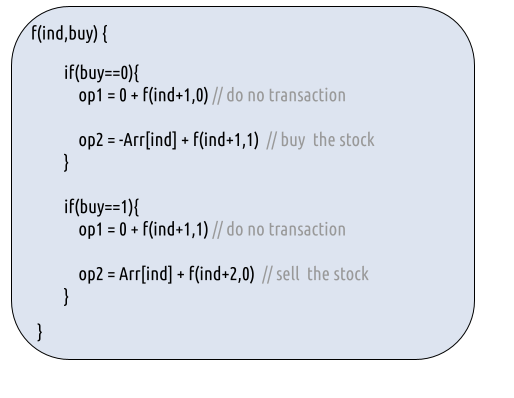 f(ind,buy) {
if(buy==0){
op1 = 0 + f(ind+1,0) // do no transaction
op2 = -Arr[ind] + f(ind+1,1) // buy the stock
}
if(buy==1){
op1 = 0 + f(ind+1,1) // do no transaction
op2 = Arr[ind] + f(ind+2,0) // sell the stock
}
}